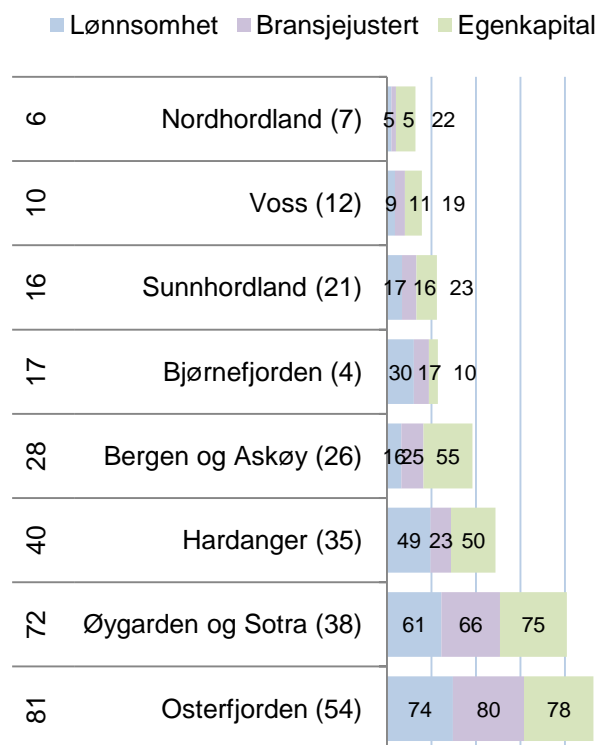 Lønnsomhet Bransjejustert Egenkapital
6 Nordhordland (7) 5 5 22
10 Voss (12) 9 11 19
16 Sunnhordland (21) 17 16 23
17 Bjørnefjorden (4) 30 17 10
28 Bergen og Askøy (26) 16 25 55
40 Hardanger (35) 49 23 50
72 Øygarden og Sotra (38) 61 66 75
81 Osterfjorden (54) 74 80 78